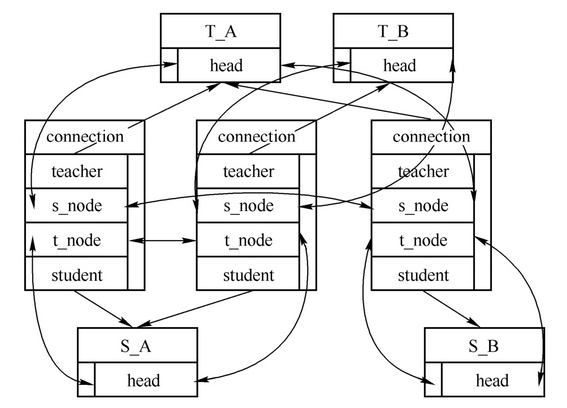 T_A
T_B
head
head
connection
connection
connection
teacher
teacher
teacher
s_node
s_node
s_node
t_node
t_node
t_node
student
student
student
S_A
S_B
head
head